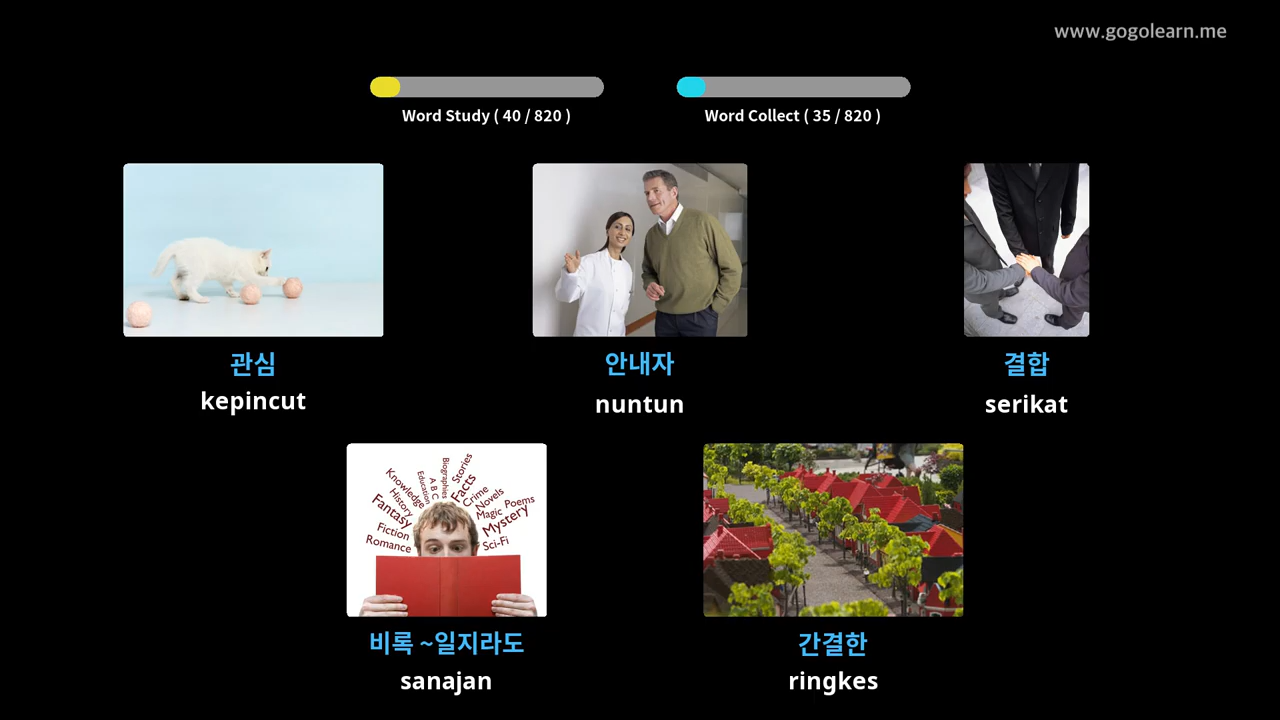 www.gogolearn.me
Word Study ( 40 / 820 )
Word Collect ( 35 / 820 )
관심
kepincut
안내자
nuntun
결합
serikat
Knowledge
History
Fantasy
Fiction
Romance
Education
A B C
Biographies
Stories
Facts
Crime
Novels
Magic
Poems
Mystery
Sci-Fi
비록 ~일지라도
sanajan
간결한
ringkes